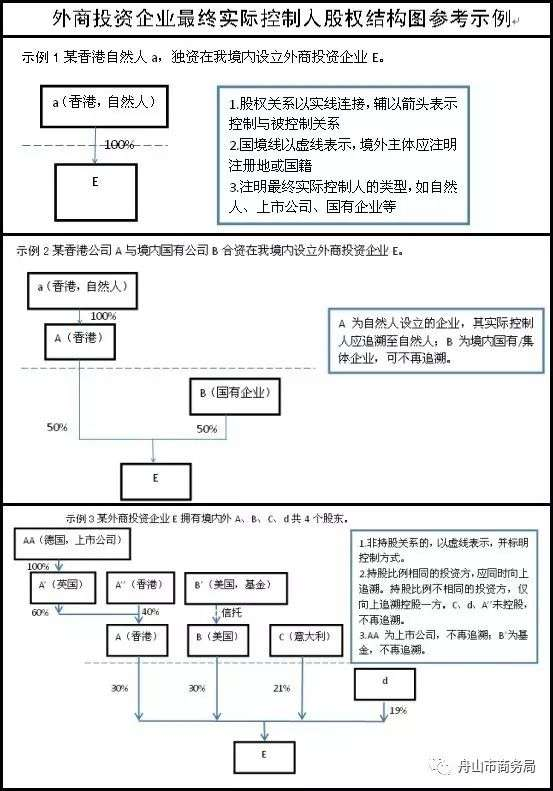 外商投资企业最终实际控制人股权结构图参考示例
示例 1 某香港自然人 a，独资在我境内设立外商投资企业 E。
a（香港，自然人）
100%
E
1.股权关系以实线连接，辅以箭头表示
控制与被控制关系
2.国境线以虚线表示，境外主体应注明
注册地或国籍
3.注明最终实际控制人的类型，如自然
人、上市公司、国有企业等
示例 2 某香港公司 A 与境内国有公司 B 合资在我境内设立外商投资企业 E。
a（香港，自然人）
100%
A（香港）
A 为自然人设立的企业，其实际控制
人应追溯至自然人；B 为境内国有/集
体企业，可不再追溯。
B（国有企业）
50%
50%
E
示例 3 某外商投资企业 E 拥有境内外 A、B、C、d 共 4 个股东。
AA（德国，上市公司）
100%
A'（英国）
A''（香港）
B'（美国，基金）
60%
40%
信托
A（香港）
B（美国）
C（意大利）
1.非持股关系的，以虚线表示，并标明
控制方式。
2.持股比例相同的投资方，应同时向上
追溯。持股比例不相同的投资方，仅
向上追溯控股一方。C、d、A''未控股，
不再追溯。
3.AA 为上市公司，不再追溯；B'为基
金，不再追溯。
d
30%
30%
21%
19%
E
舟山市商务局